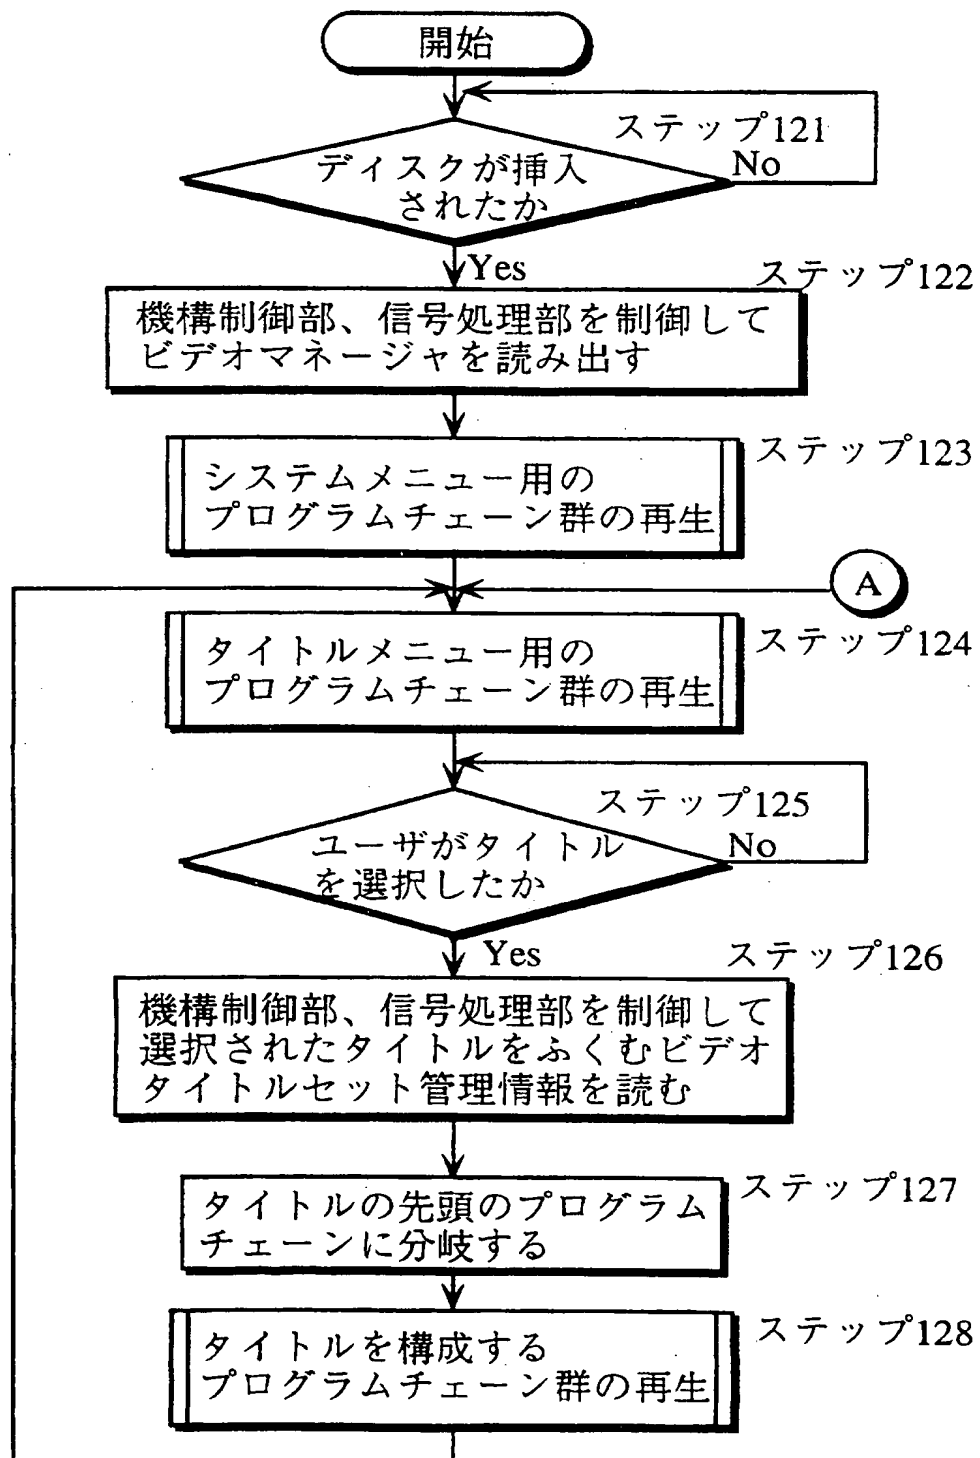 開始
ステップ121
ディスクが挿入
されたか
No
Yes
ステップ122
機構制御部、信号処理部を制御して
ビデオマネージャを読み出す
ステップ123
システムメニュー用の
プログラムチェーン群の再生
A
ステップ124
タイトルメニュー用の
プログラムチェーン群の再生
ステップ125
ユーザがタイトル
を選択したか
No
Yes
ステップ126
機構制御部、信号処理部を制御して
選択されたタイトルをふくむビデオ
タイトルセット管理情報を読む
ステップ127
タイトルの先頭のプログラム
チェーンに分岐する
ステップ128
タイトルを構成する
プログラムチェーン群の再生